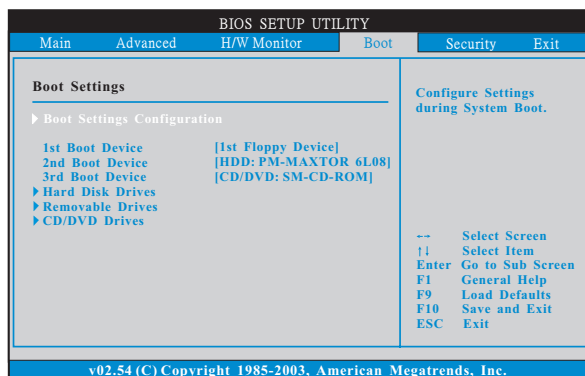 BIOS SETUP UTILITY
Main Advanced H/W Monitor Boot Security Exit
Boot Settings
Boot Settings Configuration
1st Boot Device [1st Floppy Device]
2nd Boot Device [HDD: PM-MAXTOR 6L08]
3rd Boot Device [CD/DVD: SM-CD-ROM]
Hard Disk Drives
Removable Drives
CD/DVD Drives
Configure Settings
during System Boot.
←→ Select Screen
↑↓ Select Item
Enter Go to Sub Screen
F1 General Help
F9 Load Defaults
F10 Save and Exit
ESC Exit
v02.54 (C) Copyright 1985-2003, American Megatrends, Inc.